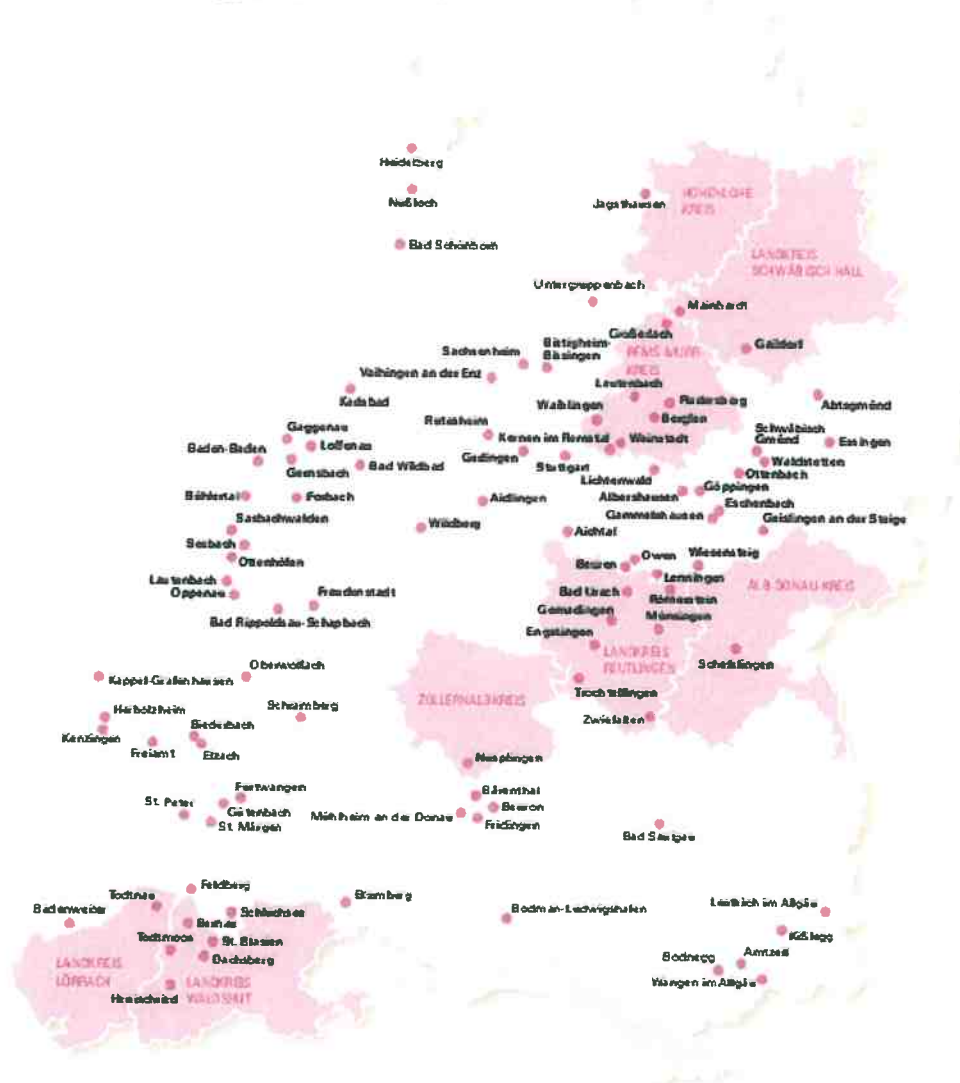 Heidelberg
Nußloch
Jagsthausen
HOHENLOHE
KREIS
Bad Schönborn
LANDKREIS
SCHWÄBISCH HALL
Untergruppenbach
Mainhardt
Großerlach
Gaildorf
Bietigheim-
Bissingen
Sachsenheim
REMS-MURR
KREIS
Vaihingen an der Enz
Lautenbach
Karlsbad
Rudersberg
Abtsgmünd
Waiblingen
Berglen
Rutesheim
Gaggenau
Schwäbisch
Gmünd
Kernen im Remstal
Weinstadt
Essingen
Loffenau
Baden-Baden
Gerlingen
Waldstetten
Gernsbach
Bad Wildbad
Stuttgart
Ottenbach
Lichtenwald
Göppingen
Bühlertal
Forbach
Aidlingen
Albershausen
Eschenbach
Gammelshausen
Sasbachwalden
Geislingen an der Steige
Wildberg
Aichtal
Sasbach
Owen
Wiesensteig
Ottenhöfen
Beuren
Lautenbach
Lenningen
ALB-DONAU-KREIS
Oppenau
Freudenstadt
Bad Urach
Römerstein
Gomadingen
Münsingen
Bad Rippoldsau-Schapbach
Engstingen
LANDKREIS
REUTLINGEN
Oberwolfach
Schelklingen
Kappel-Grafenhausen
Trochtelfingen
ZOLLERNALBKREIS
Schramberg
Herbolzheim
Zwiefalten
Biederbach
Kenzingen
Freiamt
Elzach
Nusplingen
Furtwangen
Bärenthal
St. Peter
Beuron
Gütenbach
Mühlheim an der Donau
St. Märgen
Fridingen
Bad Saulgau
Feldberg
Todtnau
Blumberg
Badenweiler
Schluchsee
Bodman-Ludwigshafen
Leutkirch im Allgäu
Bernau
Todtmoos
St. Blasien
Kißlegg
Dachsberg
Amtzell
Bodnegg
LANDKREIS
LÖRRACH
Wangen im Allgäu
LANDKREIS
WALDSHUT
Herrischried